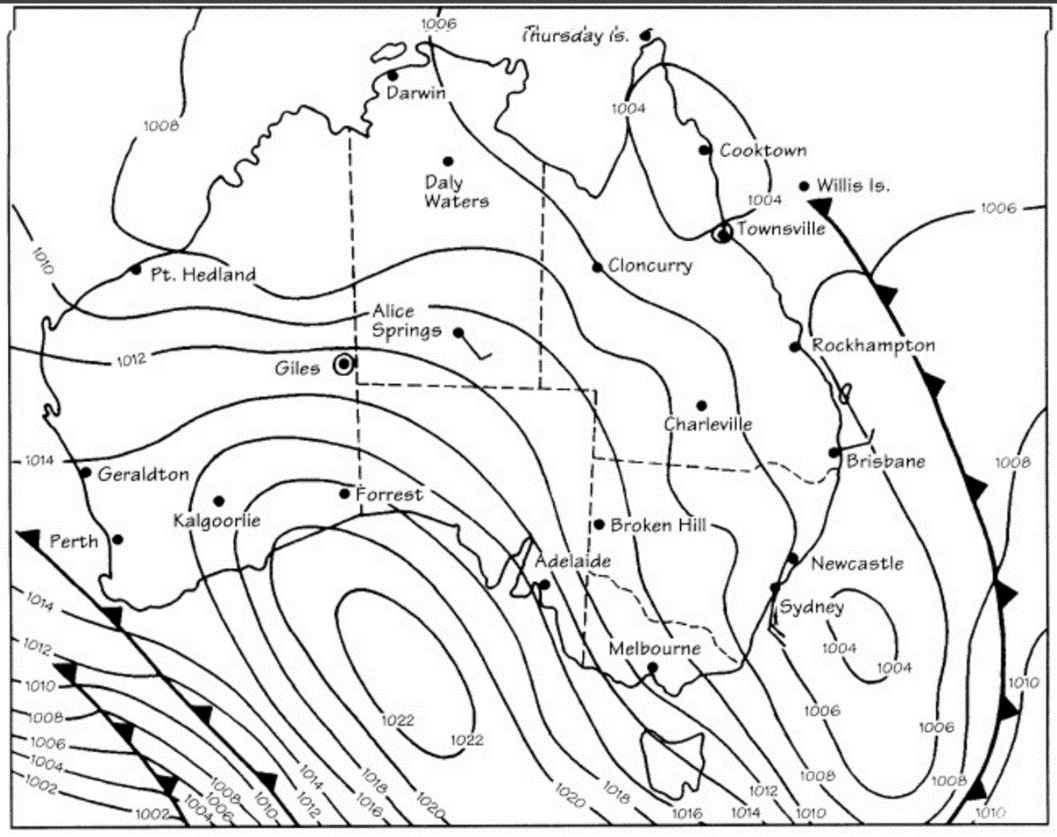 1006
Thursday Is.
Darwin
1004
1008
Cooktown
Daly
Waters
Willis Is.
1004
1006
Townsville
1010
Pt. Hedland
Cloncurry
Alice
Springs
Rockhampton
1012
Giles
Charleville
1014
Geraldton
Brisbane
1008
Forrest
Kalgoorlie
Broken Hill
Perth
Adelaide
Newcastle
1014
Sydney
1012
Melbourne
1004
1004
1010
1010
1008
1022
1006
1006
1022
1006
1004
1002
1014
1018
1008
1008
1002
1004
1006
1008
1010
1012
1016
1020
1020
1018
1016
1014
1012
1010
1010